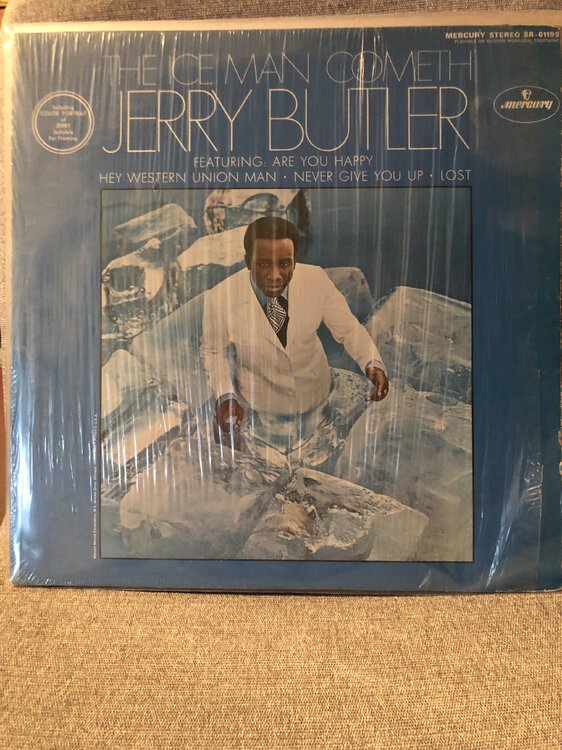 MERCURY STEREO SR-61198
THE ICE MAN COMETH
JERRY BUTLER
Including
COLOR PORTRAIT
of
JERRY
Suitable
For Framing
mercury
FEATURING: ARE YOU HAPPY
HEY WESTERN UNION MAN • NEVER GIVE YOU UP • LOST